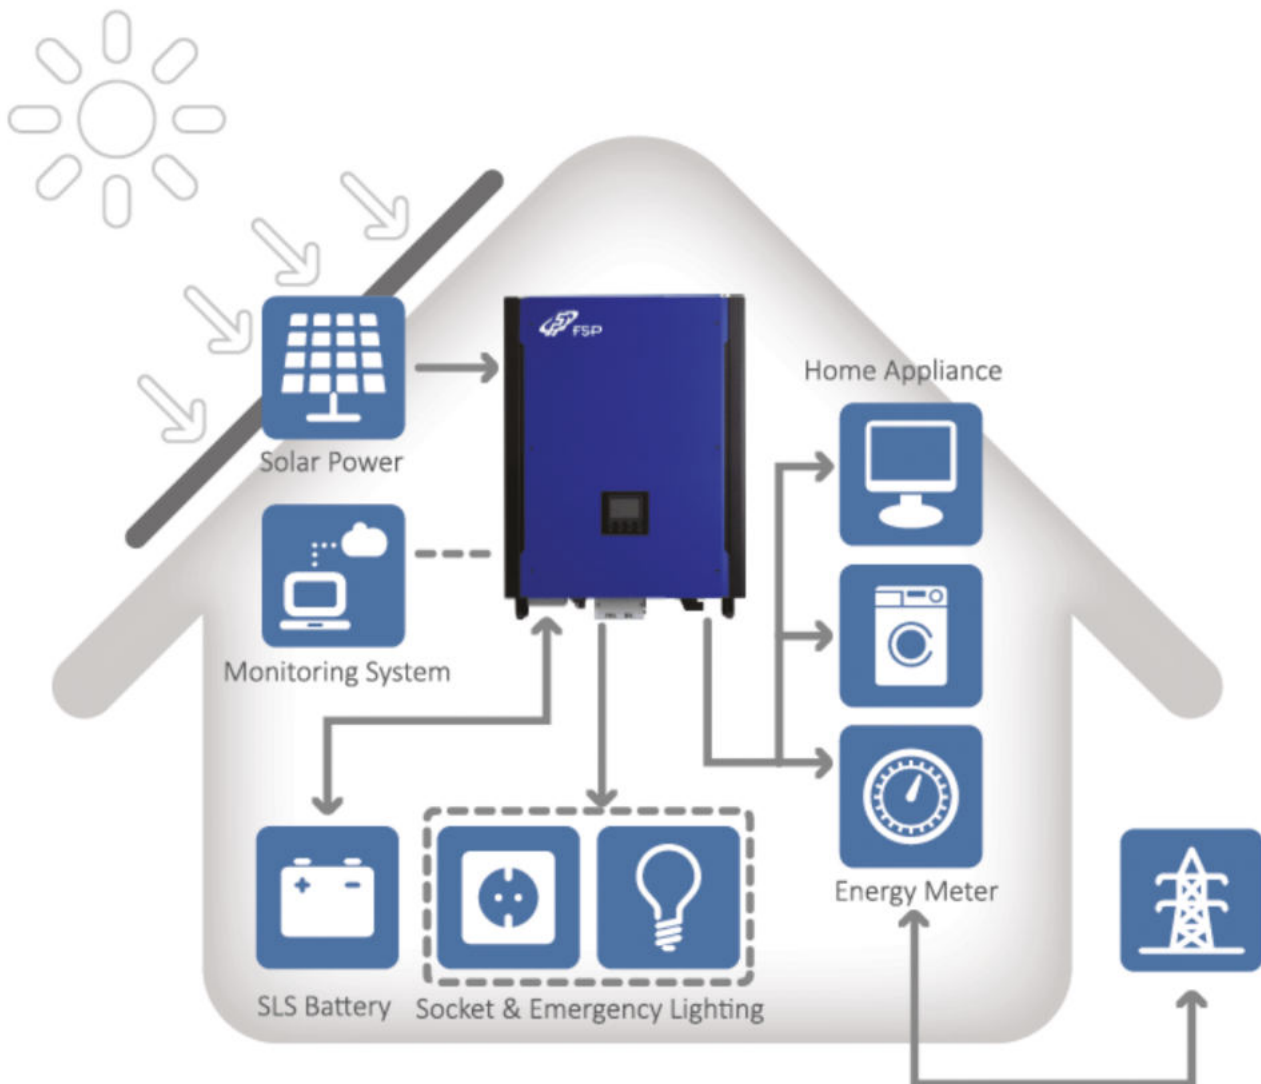 FSP
Home Appliance
Solar Power
Monitoring System
Energy Meter
SLS Battery
Socket & Emergency Lighting